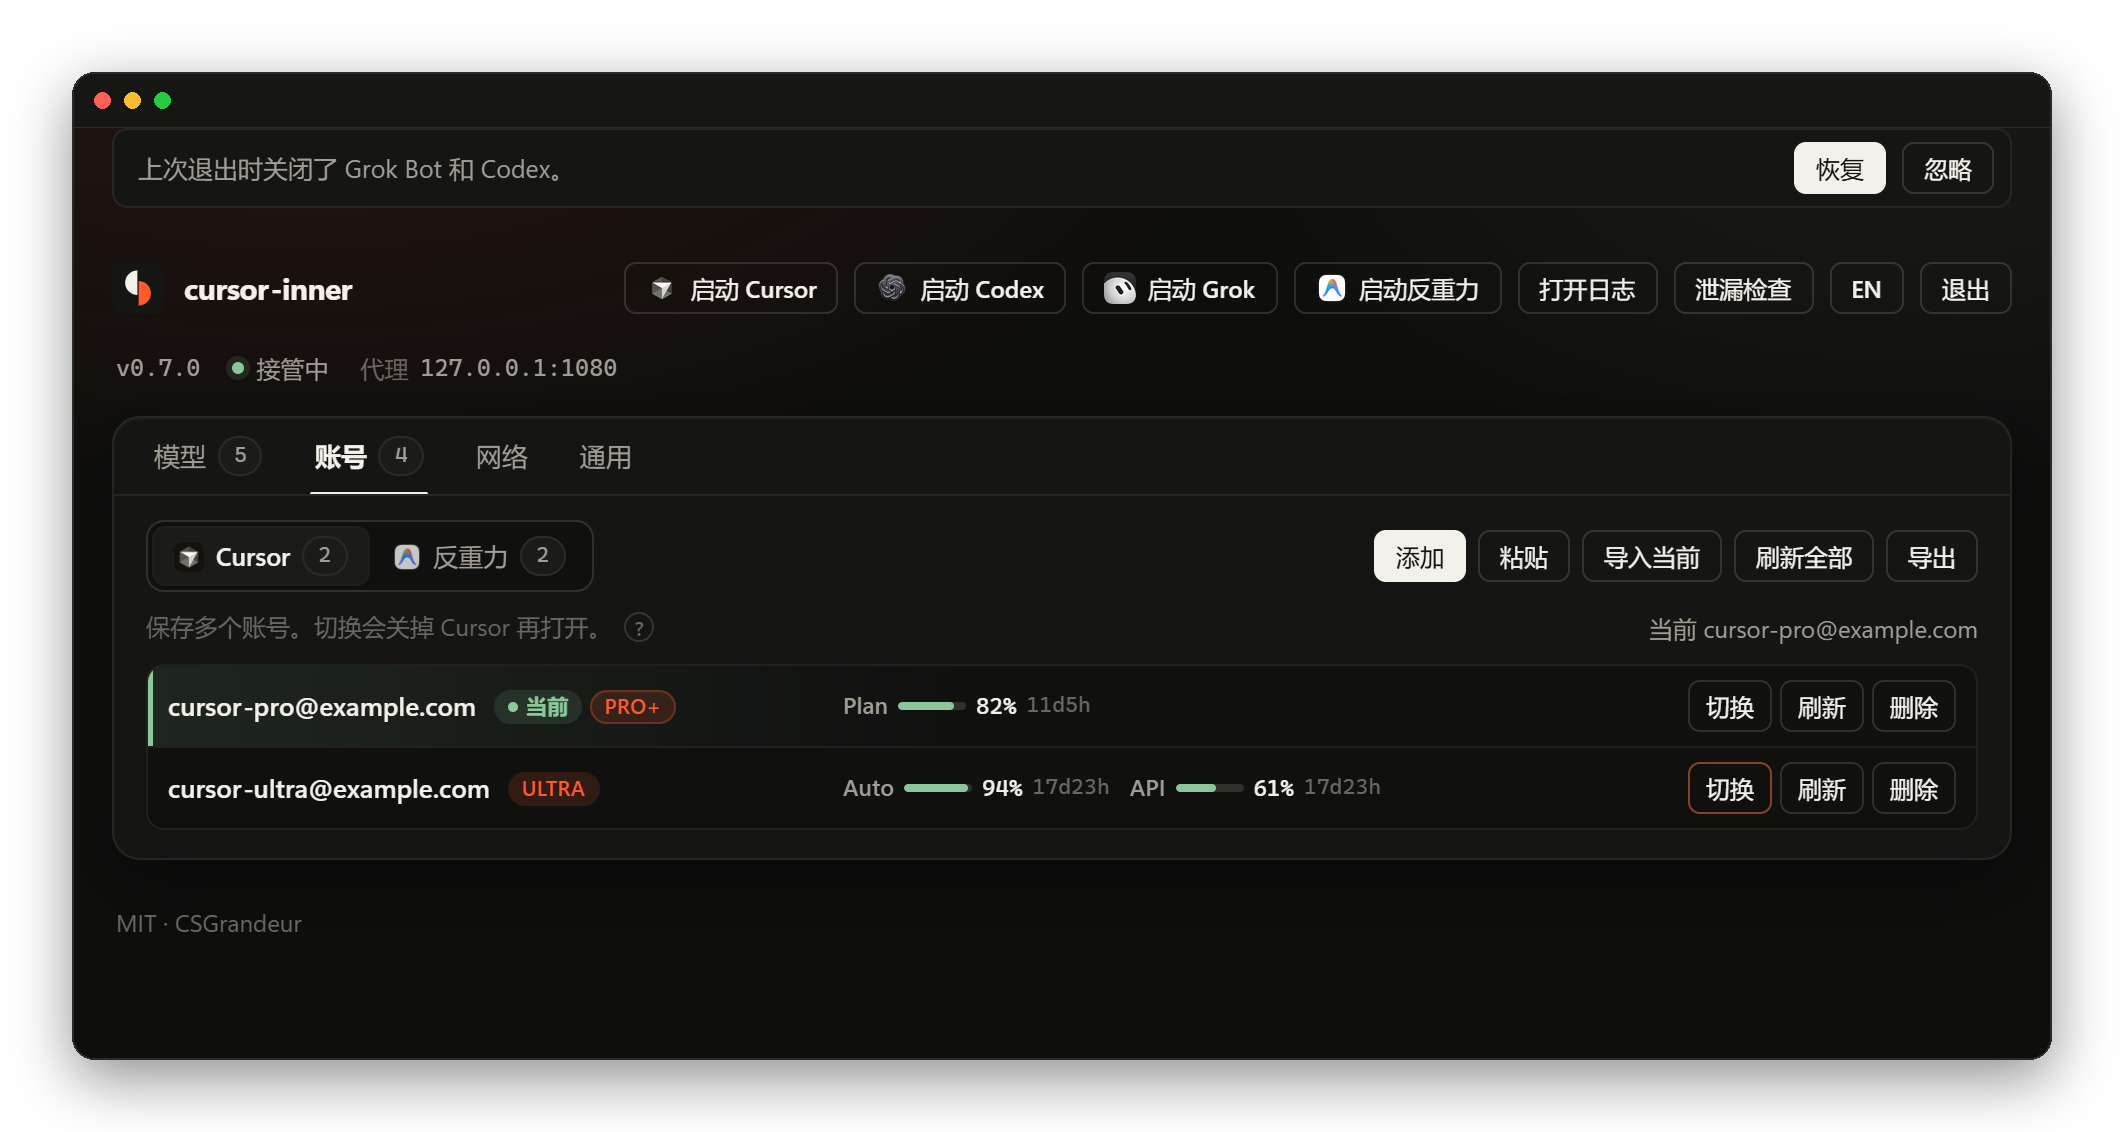 上次退出时关闭了 Grok Bot 和 Codex。 恢复 忽略
cursor-inner 启动 Cursor 启动 Codex 启动 Grok 启动反重力 打开日志 泄漏检查 EN 退出
v0.7.0 接管中 代理 127.0.0.1:1080
模型 5 账号 4 网络 通用
Cursor 2 反重力 2 添加 粘贴 导入当前 刷新全部 导出
保存多个账号。切换会关掉 Cursor 再打开。 ? 当前 cursor-pro@example.com
cursor-pro@example.com 当前 PRO+ Plan 82% 11d5h 切换 刷新 删除
cursor-ultra@example.com ULTRA Auto 94% 17d23h API 61% 17d23h 切换 刷新 删除
MIT · CSGrandeur